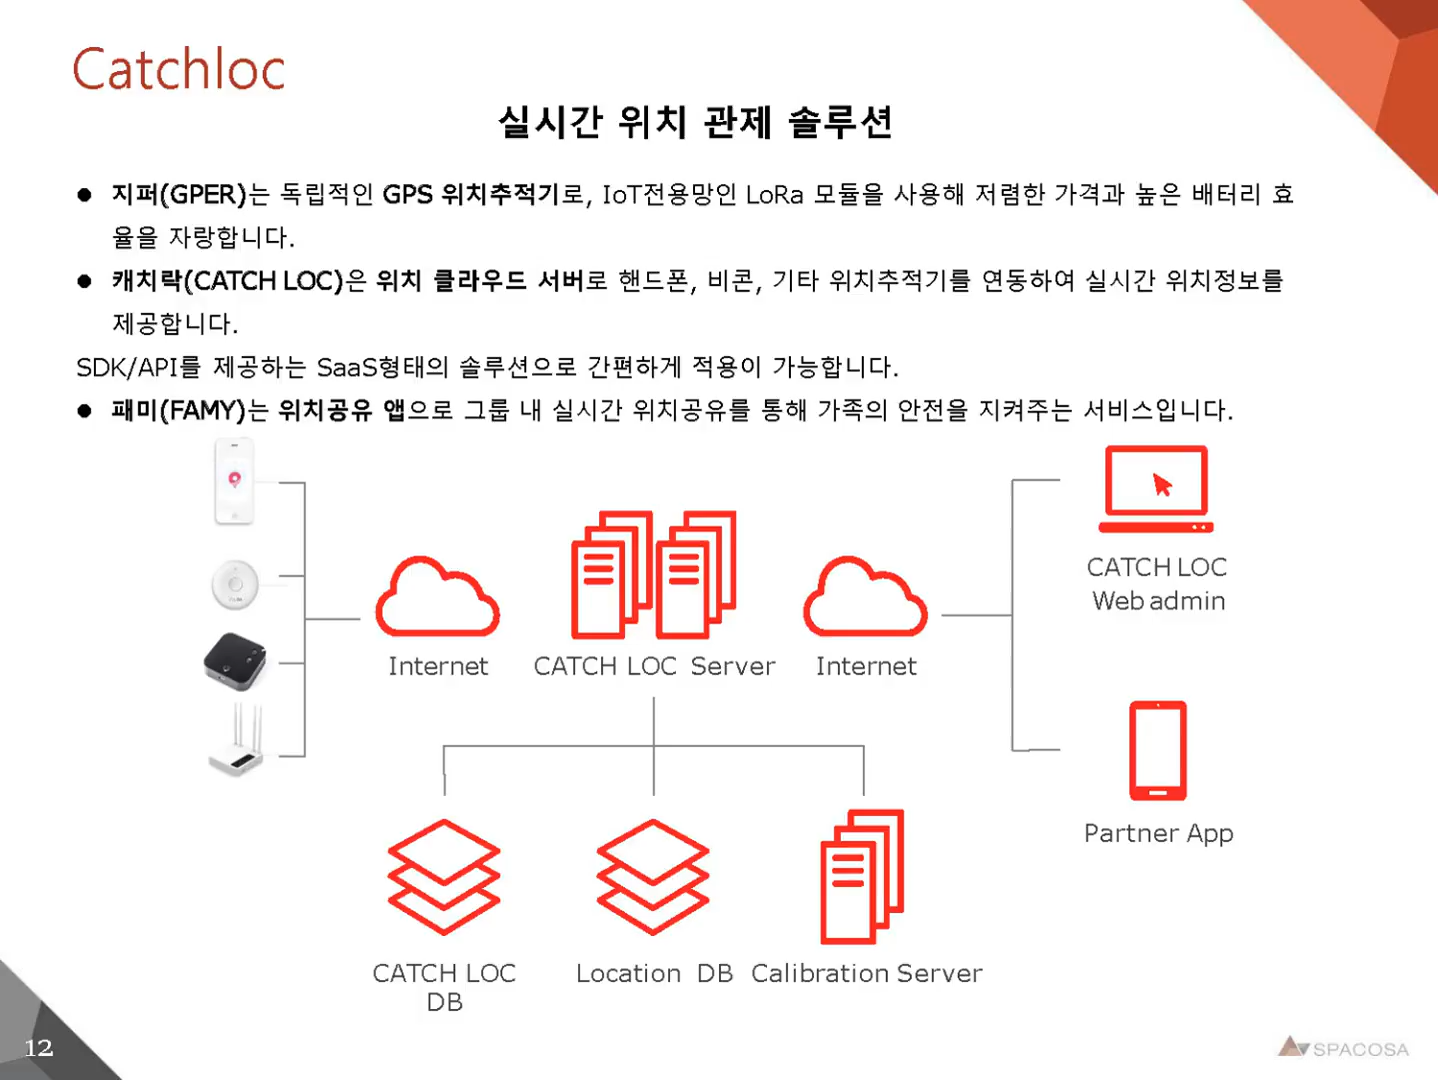 Catchloc
실시간 위치 관제 솔루션
● 지퍼(GPER)는 독립적인 GPS 위치추적기로, IoT전용망인 LoRa 모듈을 사용해 저렴한 가격과 높은 배터리 효
율을 자랑합니다.
● 캐치락(CATCH LOC)은 위치 클라우드 서버로 핸드폰, 비콘, 기타 위치추적기를 연동하여 실시간 위치정보를
제공합니다.
SDK/API를 제공하는 SaaS형태의 솔루션으로 간편하게 적용이 가능합니다.
● 패미(FAMY)는 위치공유 앱으로 그룹 내 실시간 위치공유를 통해 가족의 안전을 지켜주는 서비스입니다.
Internet
CATCH LOC Server
Internet
CATCH LOC
Web admin
Partner App
CATCH LOC
DB
Location DB
Calibration Server
12
SPACOSA